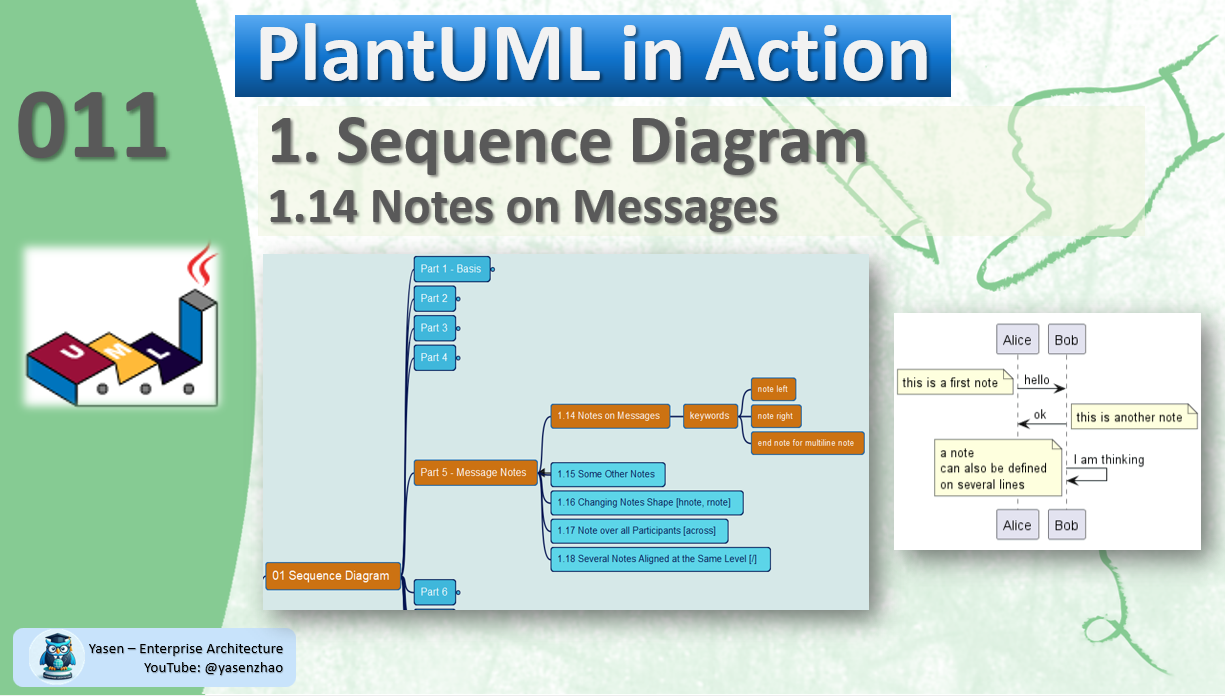 PlantUML in Action
011
1. Sequence Diagram
1.14 Notes on Messages
UML
Part 1 - Basis
Part 2
Part 3
Part 4
note left
1.14 Notes on Messages
keywords
note right
end note for multiline note
Part 5 - Message Notes
1.15 Some Other Notes
1.16 Changing Notes Shape [hnote, rnote]
1.17 Note over all Participants [across]
1.18 Several Notes Aligned at the Same Level [/]
01 Sequence Diagram
Part 6
Alice
Bob
this is a first note
hello
ok
this is another note
a note
can also be defined
on several lines
I am thinking
Alice
Bob
Yasen – Enterprise Architecture
YouTube: @yasenzhao